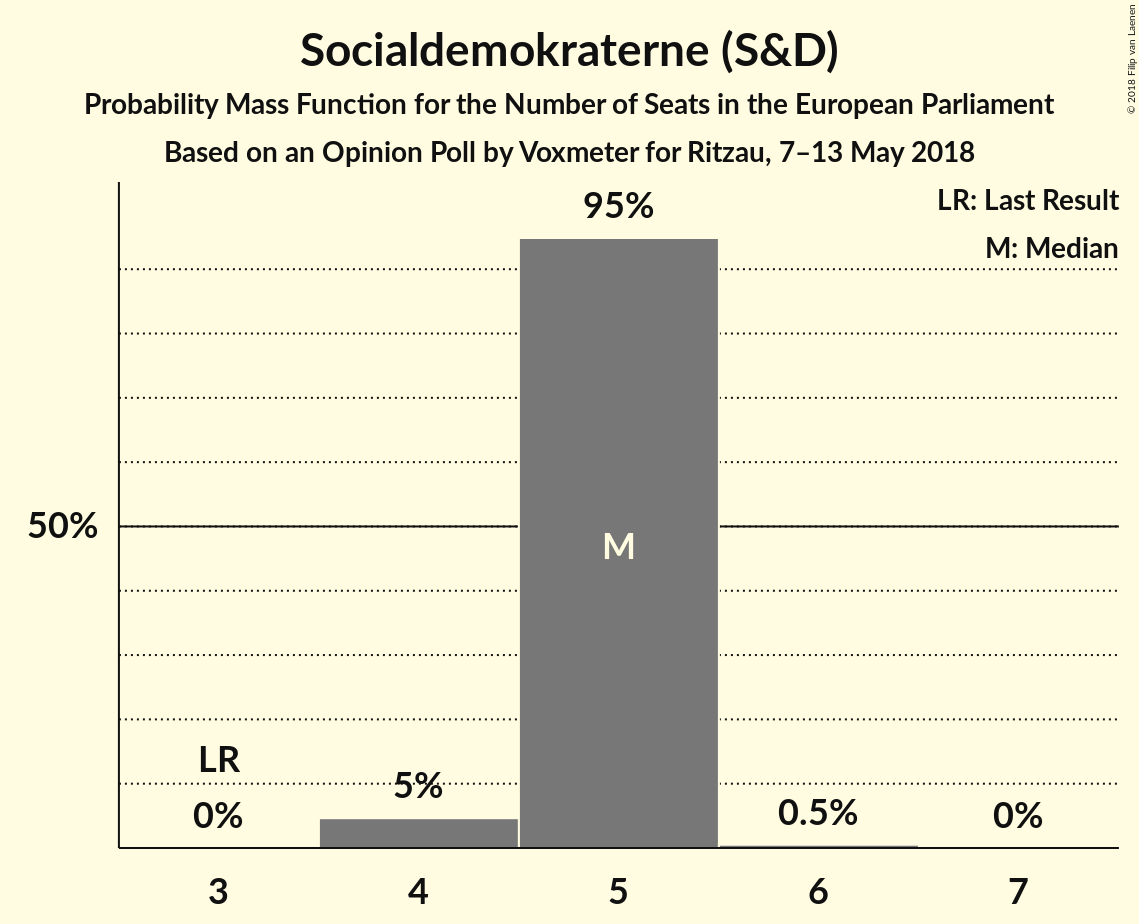 Socialdemokraterne (S&D)
Probability Mass Function for the Number of Seats in the European Parliament
Based on an Opinion Poll by Voxmeter for Ritzau, 7–13 May 2018
© 2018 Filip van Laenen
LR: Last Result
M: Median
95%
50%
M
LR
0%
5%
0.5%
0%
3
4
5
6
7